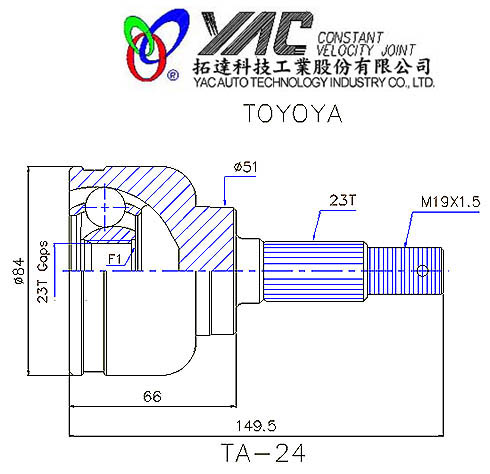 YAC CONSTANT
VELOCITY JOINT
®
拓達科技工業股份有限公司
YAC AUTO TECHNOLOGY INDUSTRY CO., LTD.
TOYOYA
ø51
23T
M19X1.5
ø84
23T Gaps
F1
66
149.5
TA-24